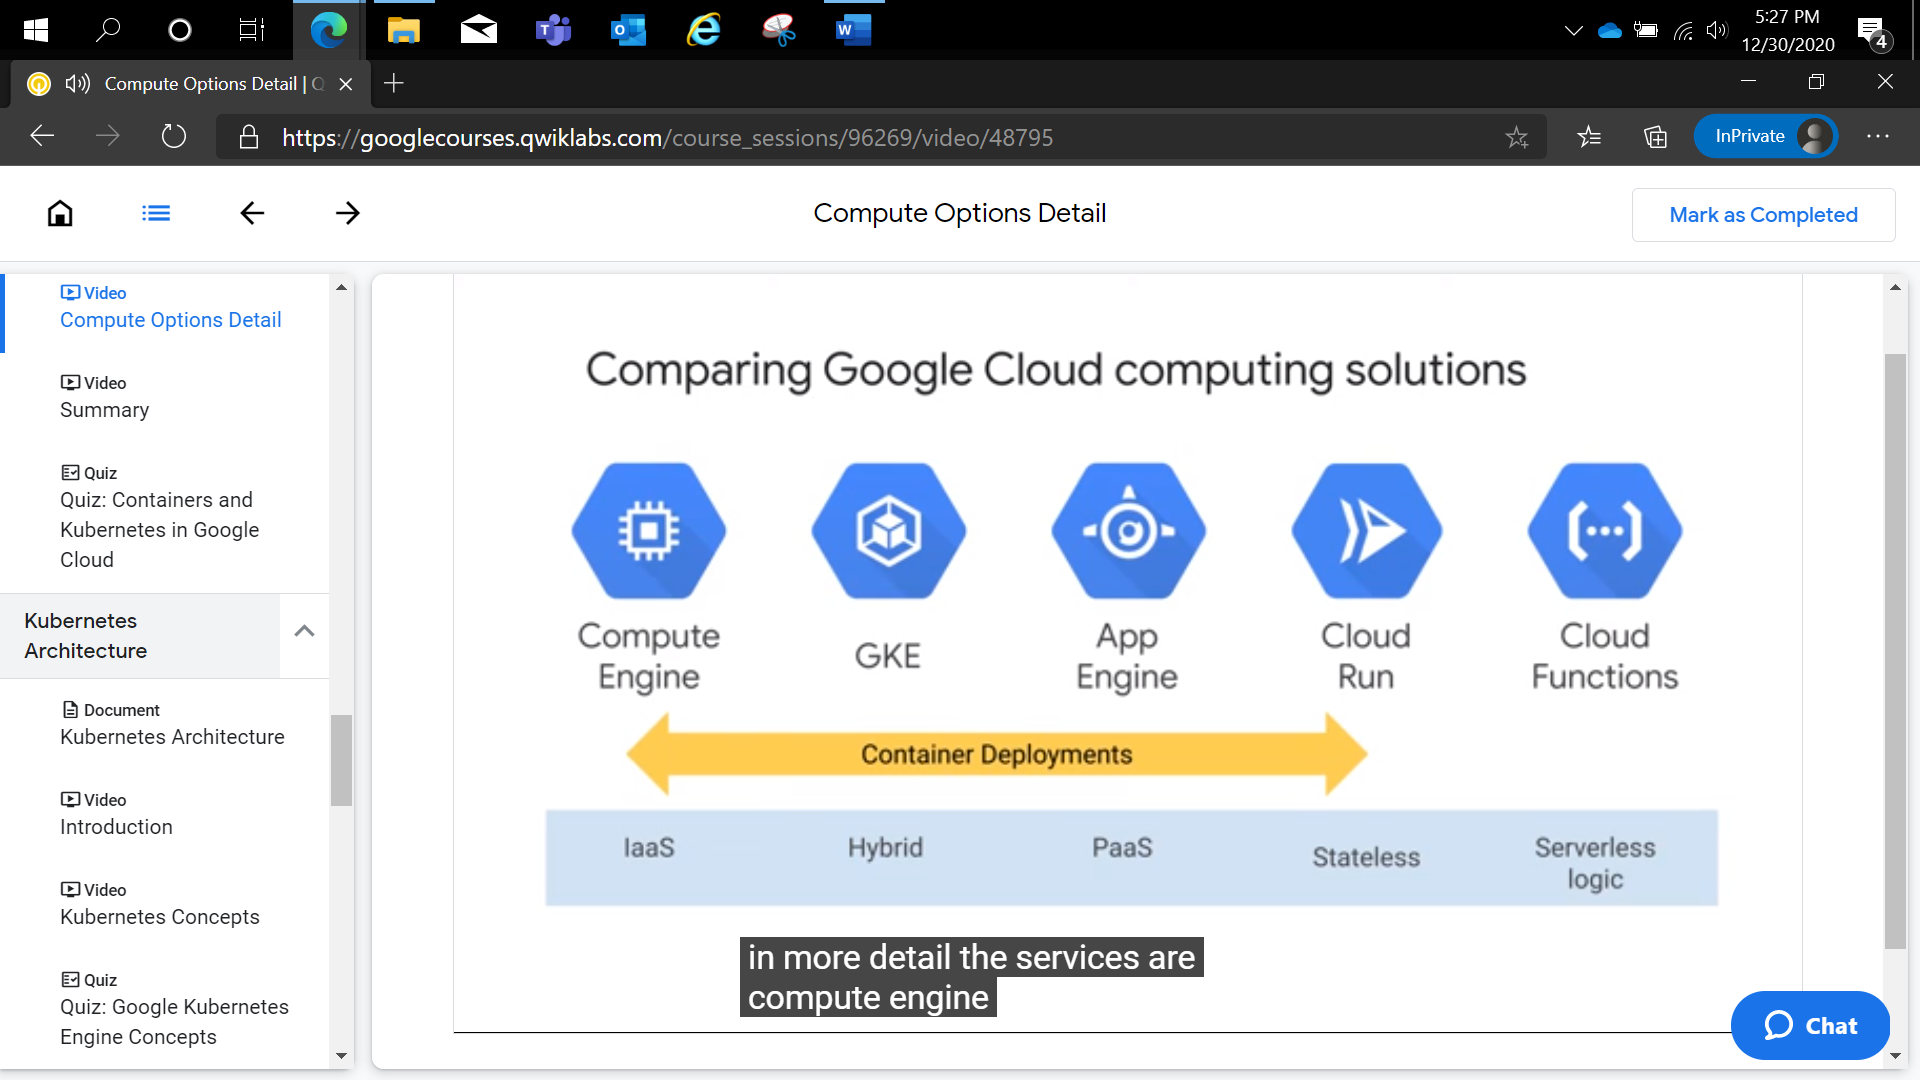 5:27 PM
12/30/2020
4
Compute Options Detail | Q
https://googlecourses.qwiklabs.com/course_sessions/96269/video/48795
InPrivate
Compute Options Detail
Mark as Completed
Video
Compute Options Detail
Video
Summary
Quiz
Quiz: Containers and
Kubernetes in Google
Cloud
Kubernetes
Architecture
Document
Kubernetes Architecture
Video
Introduction
Video
Kubernetes Concepts
Quiz
Quiz: Google Kubernetes
Engine Concepts
Comparing Google Cloud computing solutions
Compute
Engine
GKE
App
Engine
Cloud
Run
Cloud
Functions
Container Deployments
IaaS
Hybrid
PaaS
Stateless
Serverless
logic
in more detail the services are
compute engine
Chat